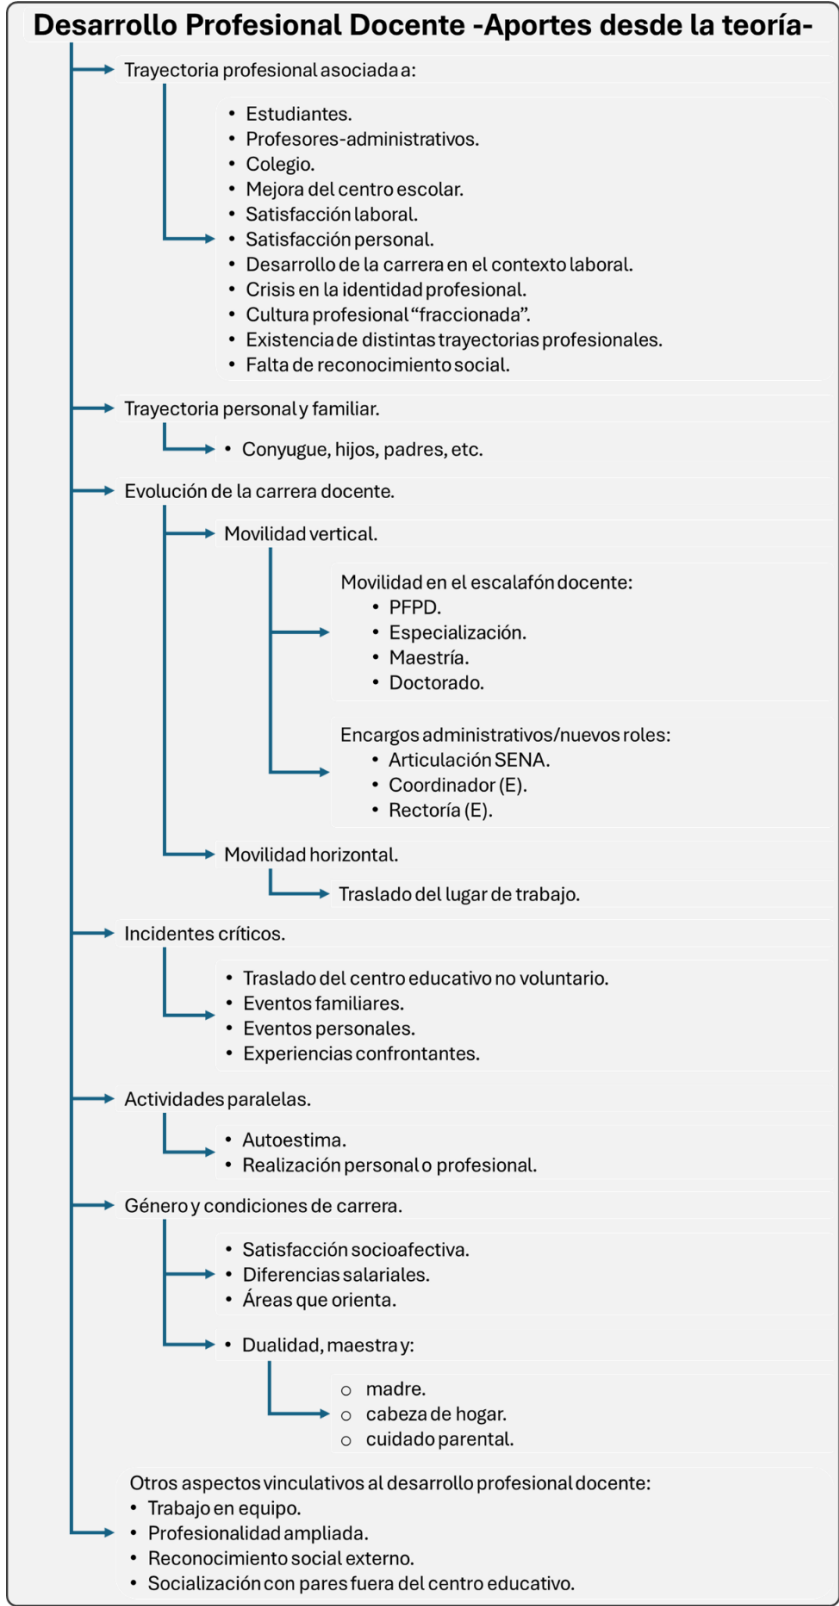 Desarrollo Profesional Docente -Aportes desde la teoría-
Trayectoria profesional asociada a:
• Estudiantes.
• Profesores-administrativos.
• Colegio.
• Mejora del centro escolar.
• Satisfacción laboral.
• Satisfacción personal.
• Desarrollo de la carrera en el contexto laboral.
• Crisis en la identidad profesional.
• Cultura profesional “fraccionada”.
• Existencia de distintas trayectorias profesionales.
• Falta de reconocimiento social.
Trayectoria personal y familiar.
• Conyugue, hijos, padres, etc.
Evolución de la carrera docente.
Movilidad vertical.
Movilidad en el escalafón docente:
• PFPD.
• Especialización.
• Maestría.
• Doctorado.
Encargos administrativos/nuevos roles:
• Articulación SENA.
• Coordinador (E).
• Rectoría (E).
Movilidad horizontal.
Traslado del lugar de trabajo.
Incidentes críticos.
• Traslado del centro educativo no voluntario.
• Eventos familiares.
• Eventos personales.
• Experiencias confrontantes.
Actividades paralelas.
• Autoestima.
• Realización personal o profesional.
Género y condiciones de carrera.
• Satisfacción socioafectiva.
• Diferencias salariales.
• Áreas que orienta.
• Dualidad, maestra y:
o madre.
o cabeza de hogar.
o cuidado parental.
Otros aspectos vinculativos al desarrollo profesional docente:
• Trabajo en equipo.
• Profesionalidad ampliada.
• Reconocimiento social externo.
• Socialización con pares fuera del centro educativo.